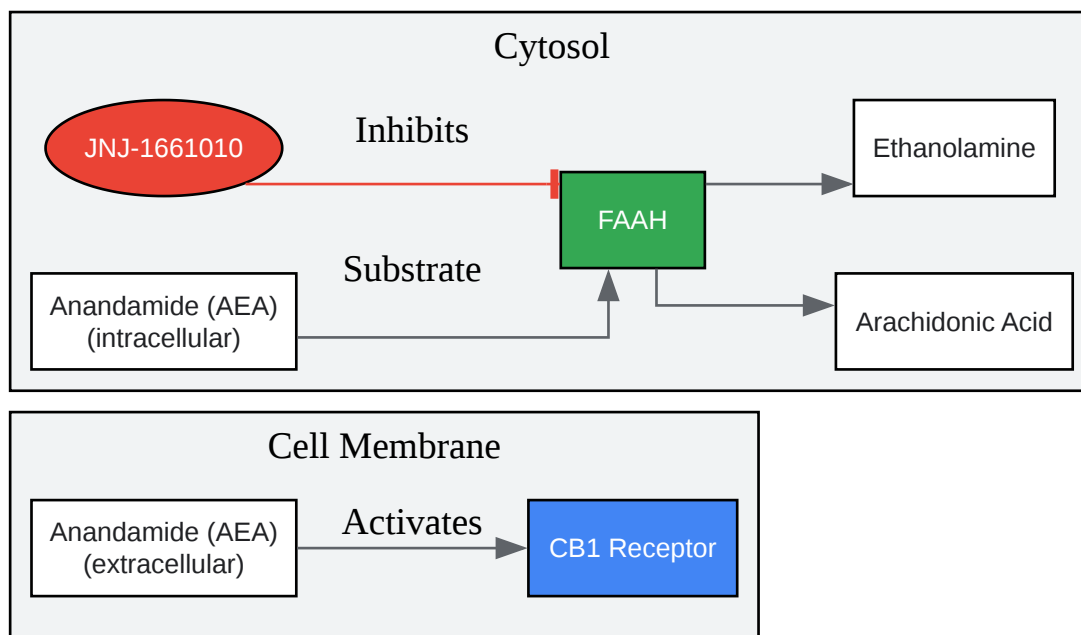 Cytosol
JNJ-1661010
Inhibits
Ethanolamine
FAAH
Substrate
Anandamide (AEA)
(intracellular)
Arachidonic Acid
Cell Membrane
Anandamide (AEA)
(extracellular)
Activates
CB1 Receptor